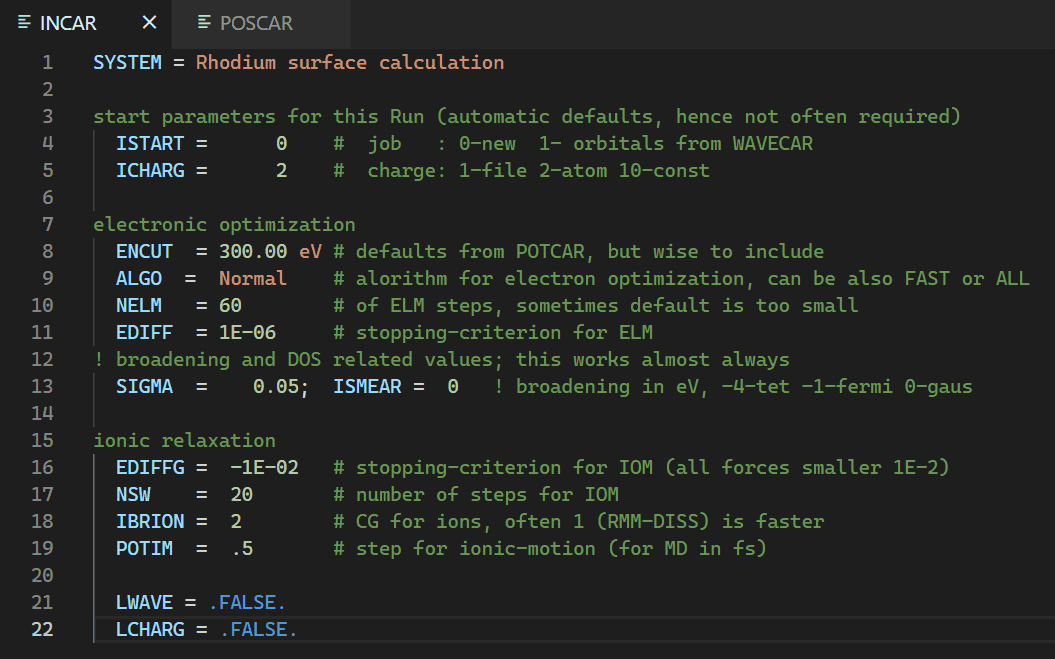 INCAR POSCAR
1 SYSTEM = Rhodium surface calculation
2
3 start parameters for this Run (automatic defaults, hence not often required)
4 ISTART = 0 # job : 0-new 1- orbitals from WAVECAR
5 ICHARG = 2 # charge: 1-file 2-atom 10-const
6
7 electronic optimization
8 ENCUT = 300.00 eV # defaults from POTCAR, but wise to include
9 ALGO = Normal # alorithm for electron optimization, can be also FAST or ALL
10 NELM = 60 # of ELM steps, sometimes default is too small
11 EDIFF = 1E-06 # stopping-criterion for ELM
12 ! broadening and DOS related values; this works almost always
13 SIGMA = 0.05; ISMEAR = 0 ! broadening in eV, -4-tet -1-fermi 0-gaus
14
15 ionic relaxation
16 EDIFFG = -1E-02 # stopping-criterion for IOM (all forces smaller 1E-2)
17 NSW = 20 # number of steps for IOM
18 IBRION = 2 # CG for ions, often 1 (RMM-DISS) is faster
19 POTIM = .5 # step for ionic-motion (for MD in fs)
20
21 LWAVE = .FALSE.
22 LCHARG = .FALSE.